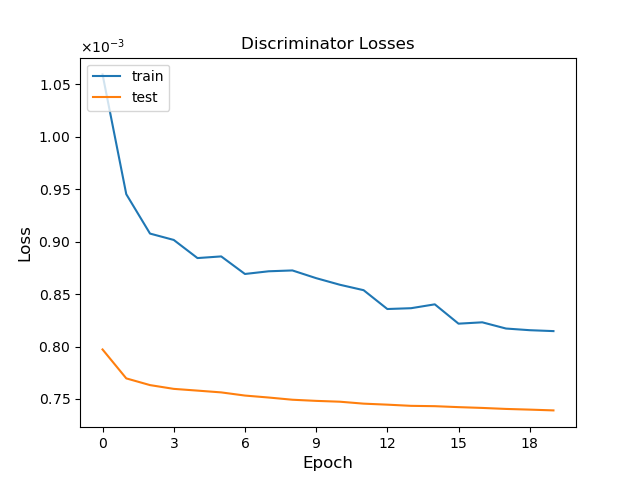 ×10⁻³
Discriminator Losses
train
test
1.05
1.00
0.95
0.90
0.85
0.80
0.75
Loss
0 3 6 9 12 15 18
Epoch